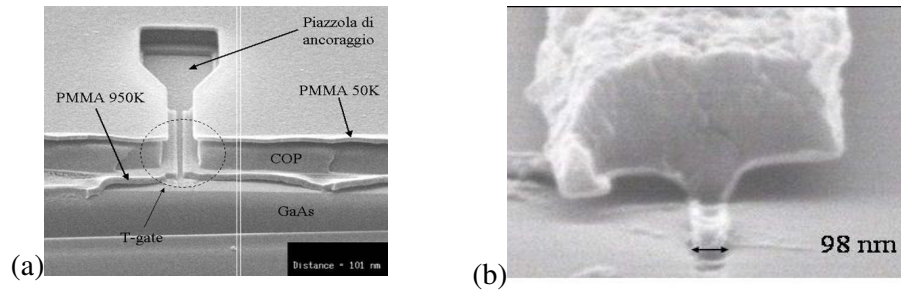 Piazzola di
ancoraggio
PMMA 950K
PMMA 50K
COP
GaAs
T-gate
Distance = 101 nm
(a)
98 nm
(b)